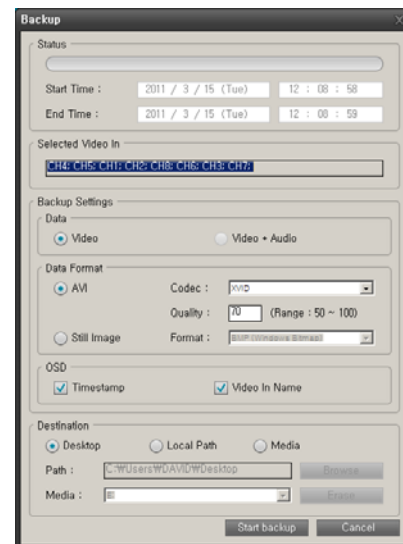 Backup
Status
Start Time : 2011 / 3 / 15 (Tue) 12 : 08 : 58
End Time : 2011 / 3 / 15 (Tue) 12 : 08 : 59
Selected Video In
CH4; CH5; CH1; CH2; CH8; CH6; CH3; CH7;
Backup Settings
Data
Video Video + Audio
Data Format
AVI Codec : XVID
Quality : 70 (Range : 50 ~ 100)
Still Image Format : BMP (Windows Bitmap)
OSD
Timestamp Video In Name
Destination
Desktop Local Path Media
Path : C:₩Users₩DAVID₩Desktop Browse
Media : E: Erase
Start backup Cancel